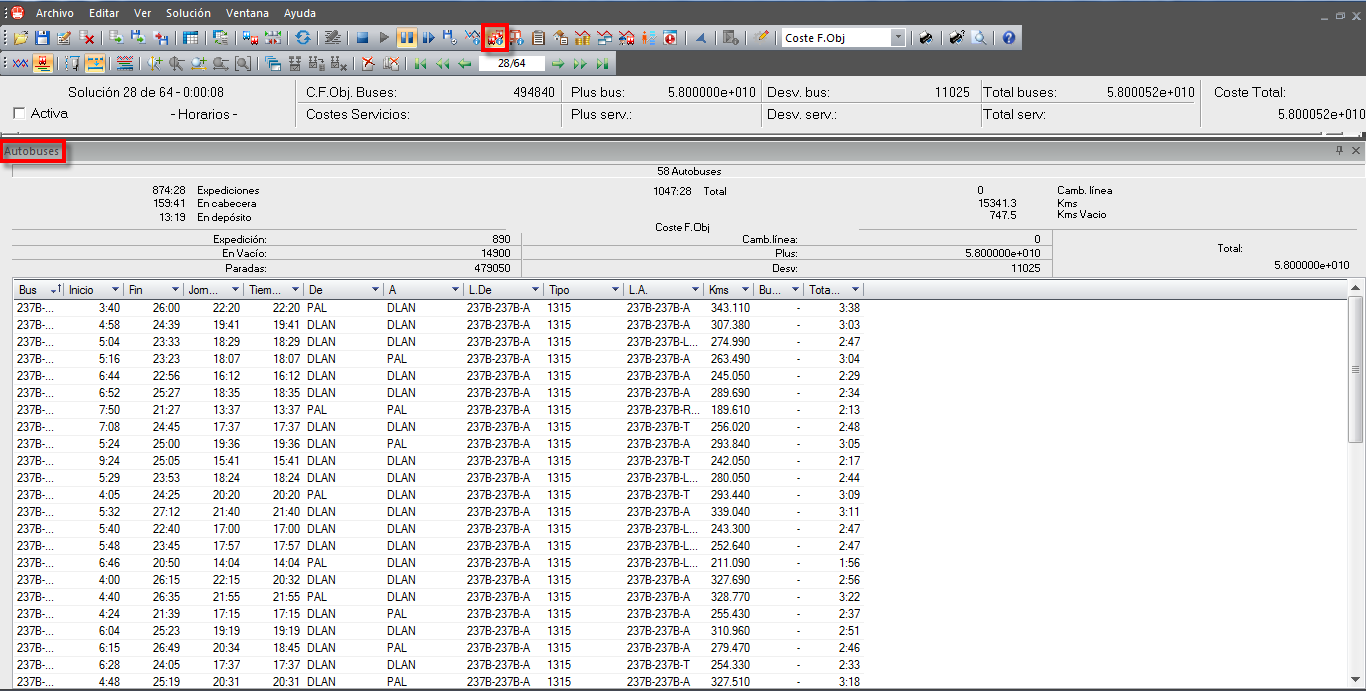 Archivo Editar Ver Solución Ventana Ayuda
Coste F.Obj
28/64
Solución 28 de 64 - 0:00:08 C.F.Obj. Buses: 494840 Plus bus: 5.800000e+010 Desv. bus: 11025 Total buses: 5.800052e+010 Coste Total:
Activa - Horarios - Costes Servicios: Plus serv.: Desv. serv.: Total serv: 5.800052e+010
Autobuses
58 Autobuses
874:28 Expediciones 1047:28 Total 0 Camb. línea
159:41 En cabecera 15341.3 Kms
13:19 En depósito 747.5 Kms Vacio
Coste F.Obj
Expedición: 890 Camb.línea: 0 Total:
En Vacío: 14900 Plus: 5.800000e+010
Paradas: 479050 Desv: 11025 5.800000e+010
Bus Inicio Fin Jorn... Tiem... De A L.De Tipo L.A. Kms Bu... Tota...
237B-... 3:40 26:00 22:20 22:20 PAL DLAN 237B-237B-A 1315 237B-237B-A 343.110 - 3:38
237B-... 4:58 24:39 19:41 19:41 DLAN DLAN 237B-237B-A 1315 237B-237B-A 307.380 - 3:03
237B-... 5:04 23:33 18:29 18:29 DLAN DLAN 237B-237B-A 1315 237B-237B-L... 274.990 - 2:47
237B-... 5:16 23:23 18:07 18:07 DLAN PAL 237B-237B-A 1315 237B-237B-A 263.490 - 3:04
237B-... 6:44 22:56 16:12 16:12 DLAN DLAN 237B-237B-A 1315 237B-237B-A 245.050 - 2:29
237B-... 6:52 25:27 18:35 18:35 DLAN DLAN 237B-237B-A 1315 237B-237B-A 289.690 - 2:34
237B-... 7:50 21:27 13:37 13:37 PAL PAL 237B-237B-A 1315 237B-237B-R... 189.610 - 2:13
237B-... 7:08 24:45 17:37 17:37 DLAN DLAN 237B-237B-A 1315 237B-237B-T 256.020 - 2:48
237B-... 5:24 25:00 19:36 19:36 DLAN PAL 237B-237B-A 1315 237B-237B-A 293.840 - 3:05
237B-... 9:24 25:05 15:41 15:41 DLAN DLAN 237B-237B-A 1315 237B-237B-T 242.050 - 2:17
237B-... 5:29 23:53 18:24 18:24 DLAN DLAN 237B-237B-A 1315 237B-237B-L... 280.050 - 2:44
237B-... 4:05 24:25 20:20 20:20 PAL DLAN 237B-237B-A 1315 237B-237B-T 293.440 - 3:09
237B-... 5:32 27:12 21:40 21:40 DLAN DLAN 237B-237B-A 1315 237B-237B-A 339.040 - 3:11
237B-... 5:40 22:40 17:00 17:00 DLAN DLAN 237B-237B-A 1315 237B-237B-L... 243.300 - 2:47
237B-... 5:48 23:45 17:57 17:57 DLAN DLAN 237B-237B-A 1315 237B-237B-L... 252.640 - 2:47
237B-... 6:46 20:50 14:04 14:04 PAL DLAN 237B-237B-A 1315 237B-237B-L... 211.090 - 1:56
237B-... 4:00 26:15 22:15 20:32 DLAN DLAN 237B-237B-A 1315 237B-237B-A 327.690 - 2:56
237B-... 4:40 26:35 21:55 21:55 PAL DLAN 237B-237B-A 1315 237B-237B-A 328.770 - 3:22
237B-... 4:24 21:39 17:15 17:15 DLAN PAL 237B-237B-A 1315 237B-237B-A 255.430 - 2:37
237B-... 6:04 25:23 19:19 19:19 DLAN DLAN 237B-237B-A 1315 237B-237B-A 310.960 - 2:51
237B-... 6:15 26:49 20:34 18:45 DLAN PAL 237B-237B-A 1315 237B-237B-A 279.470 - 2:46
237B-... 6:28 24:05 17:37 17:37 DLAN DLAN 237B-237B-A 1315 237B-237B-T 254.330 - 2:33
237B-... 4:48 25:19 20:31 20:31 DLAN PAL 237B-237B-A 1315 237B-237B-A 327.510 - 3:18